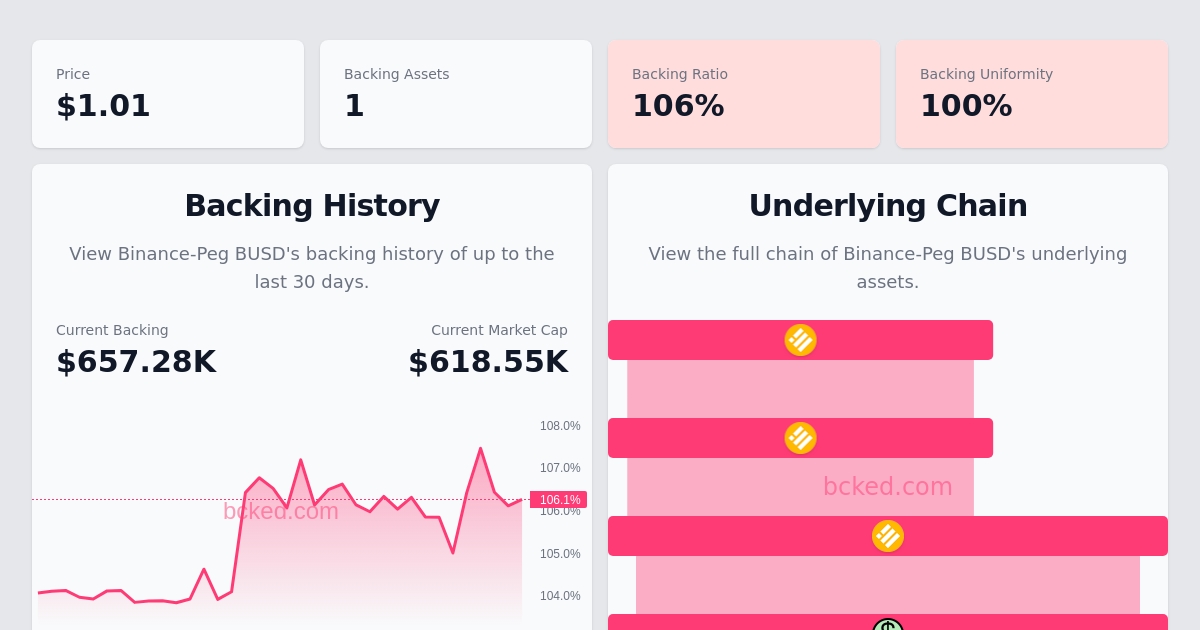 Price
$1.01
Backing Assets
1
Backing Ratio
106%
Backing Uniformity
100%
Backing History
View Binance-Peg BUSD's backing history of up to the
last 30 days.
Current Backing
$657.28K
Current Market Cap
$618.55K
108.0%
107.0%
106.1%
106.0%
105.0%
104.0%
bcked.com
Underlying Chain
View the full chain of Binance-Peg BUSD's underlying
assets.
bcked.com
$